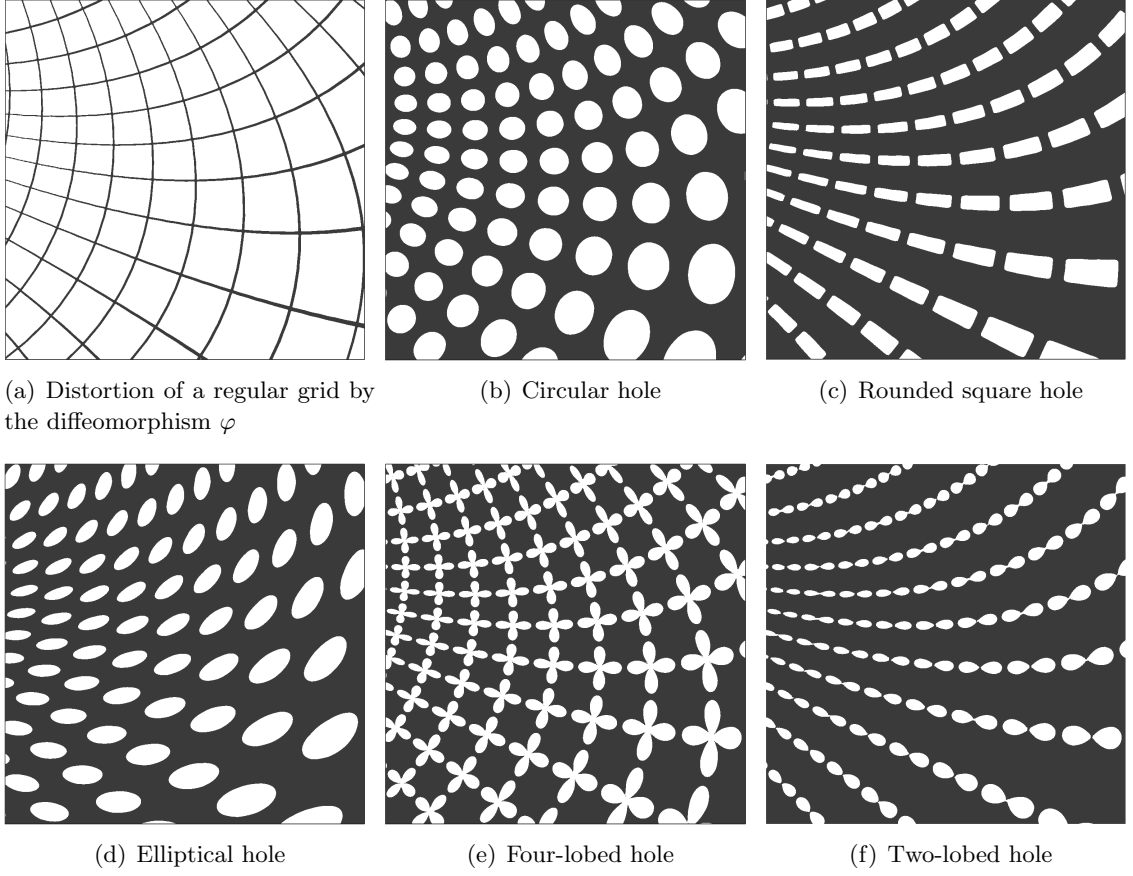 (a) Distortion of a regular grid by
the diffeomorphism φ
(b) Circular hole
(c) Rounded square hole
(d) Elliptical hole
(e) Four-lobed hole
(f) Two-lobed hole